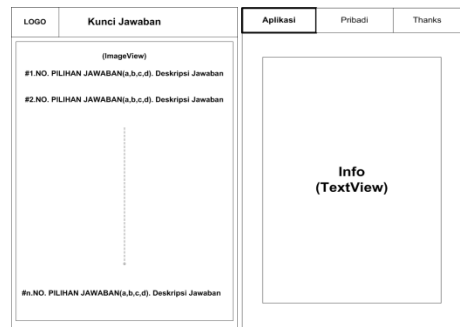 LOGO
Kunci Jawaban
(ImageView)
#1.NO. PILIHAN JAWABAN(a,b,c,d). Deskripsi Jawaban
#2.NO. PILIHAN JAWABAN(a,b,c,d). Deskripsi Jawaban
#n.NO. PILIHAN JAWABAN(a,b,c,d). Deskripsi Jawaban
Aplikasi
Pribadi
Thanks
Info
(TextView)